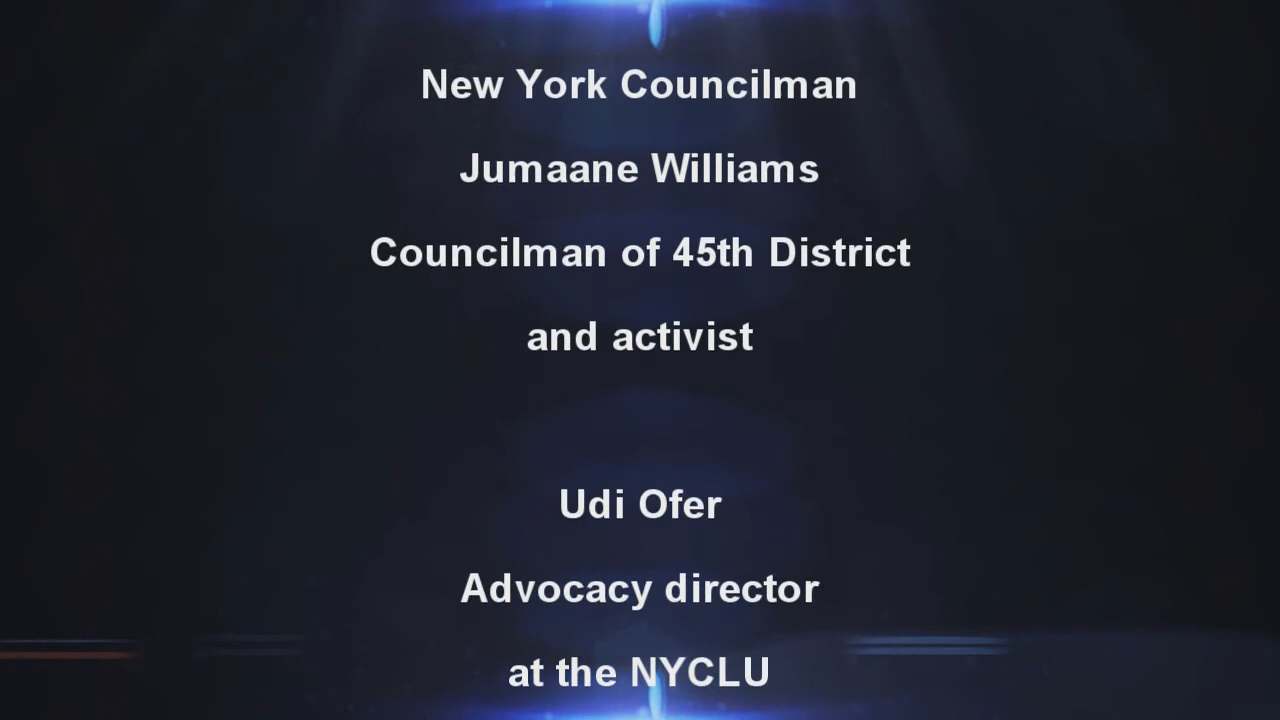 New York Councilman
Jumaane Williams
Councilman of 45th District
and activist
Udi Ofer
Advocacy director
at the NYCLU